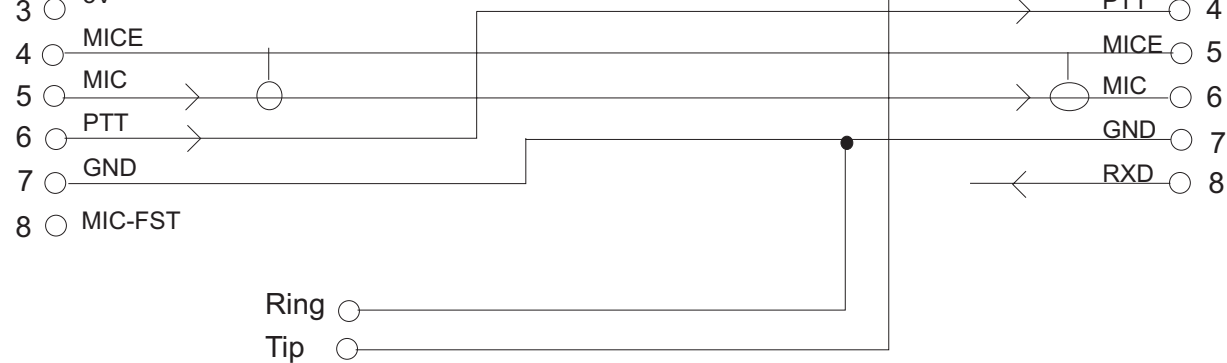 3
PTT 4
4 MICE MICE 5
5 MIC MIC 6
6 PTT GND 7
7 GND RXD 8
8 MIC-FST
Ring
Tip